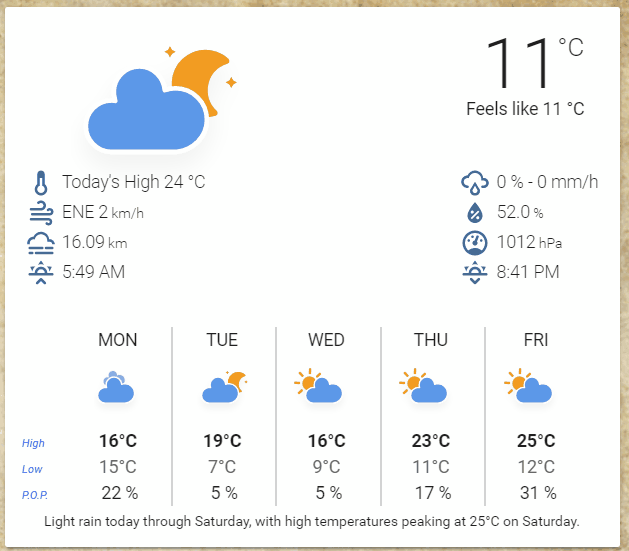 11 °C
Feels like 11 °C
Today's High 24 °C
0 % - 0 mm/h
ENE 2 km/h
52.0 %
16.09 km
1012 hPa
5:49 AM
8:41 PM
MON TUE WED THU FRI
High 16°C 19°C 16°C 23°C 25°C
Low 15°C 7°C 9°C 11°C 12°C
P.O.P. 22 % 5 % 5 % 17 % 31 %
Light rain today through Saturday, with high temperatures peaking at 25°C on Saturday.